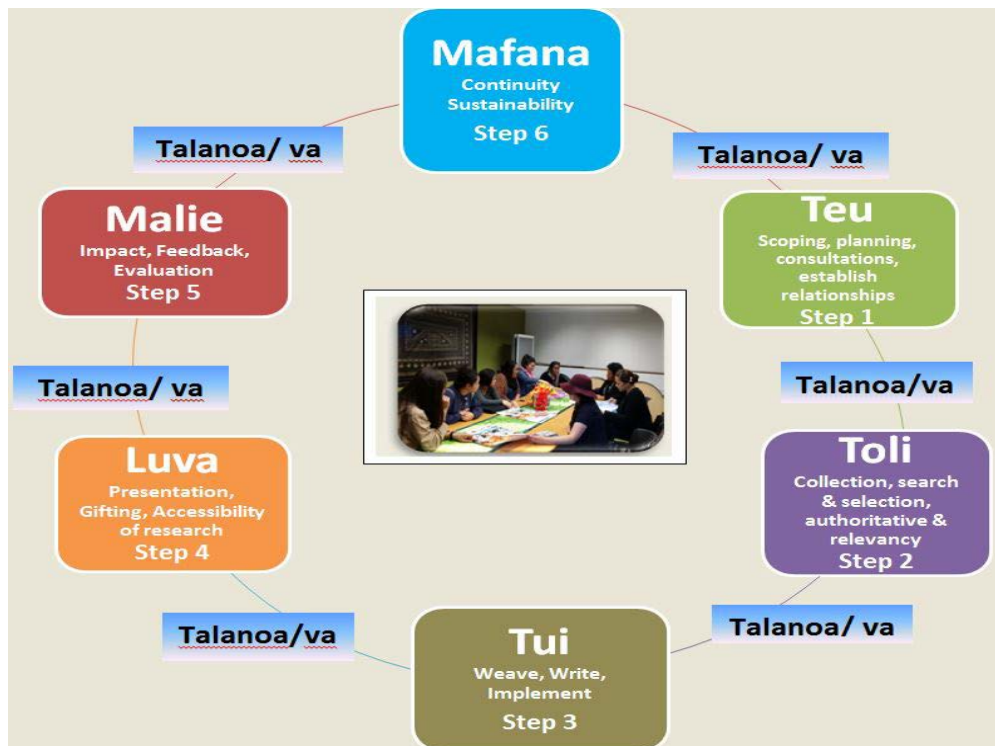 Mafana
Continuity
Sustainability
Step 6
Talanoa/ va
Teu
Scoping, planning,
consultations,
establish
relationships
Step 1
Talanoa/va
Toli
Collection, search
& selection,
authoritative &
relevancy
Step 2
Talanoa/ va
Tui
Weave, Write,
Implement
Step 3
Talanoa/va
Luva
Presentation,
Gifting, Accessibility
of research
Step 4
Talanoa/ va
Malie
Impact, Feedback,
Evaluation
Step 5
Talanoa/ va